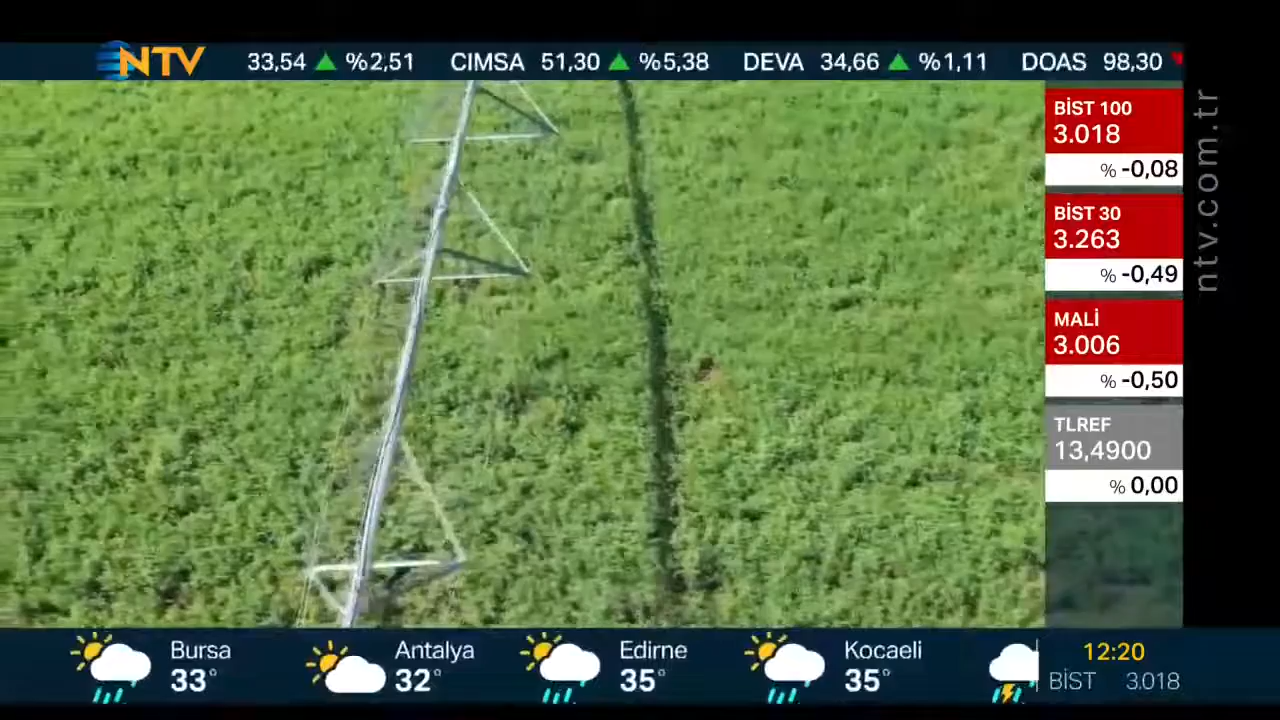 NTV 33,54 %2,51 CIMSA 51,30 %5,38 DEVA 34,66 %1,11 DOAS 98,30
BİST 100
3.018
% -0,08
BİST 30
3.263
% -0,49
MALİ
3.006
% -0,50
TLREF
13,4900
% 0,00
ntv.com.tr
Bursa
33°
Antalya
32°
Edirne
35°
Kocaeli
35°
12:20
BİST 3.018